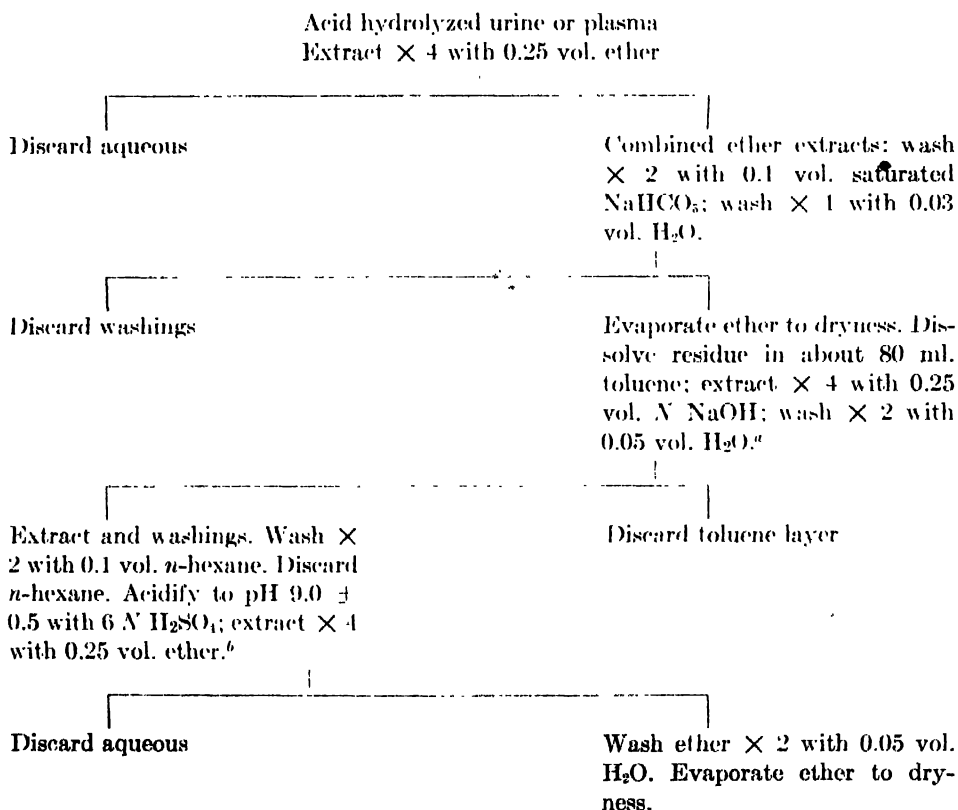 Acid hydrolyzed urine or plasma
Extract × 4 with 0.25 vol. ether
Discard aqueous
Combined ether extracts: wash
× 2 with 0.1 vol. saturated
NaHCO₃; wash × 1 with 0.03
vol. H₂O.
Discard washings
Evaporate ether to dryness. Dis-
solve residue in about 80 ml.
toluene; extract × 4 with 0.25
vol. N NaOH; wash × 2 with
0.05 vol. H₂O.ᵃ
Extract and washings. Wash ×
2 with 0.1 vol. n-hexane. Discard
n-hexane. Acidify to pH 9.0 ±
0.5 with 6 N H₂SO₄; extract × 4
with 0.25 vol. ether.ᵇ
Discard toluene layer
Discard aqueous
Wash ether × 2 with 0.05 vol.
H₂O. Evaporate ether to dry-
ness.